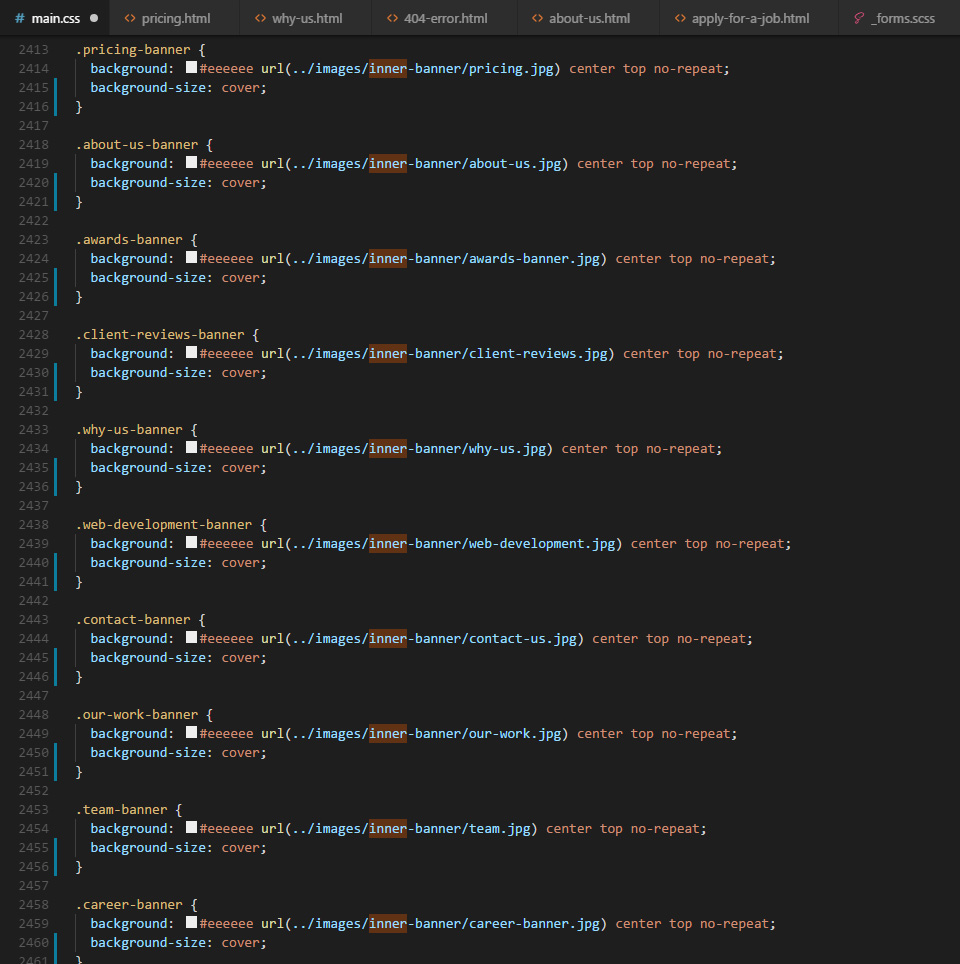 # main.css ● <> pricing.html <> why-us.html <> 404-error.html <> about-us.html <> apply-for-a-job.html _forms.scss
2413 .pricing-banner {
2414 background: #eeeeee url(../images/inner-banner/pricing.jpg) center top no-repeat;
2415 background-size: cover;
2416 }
2417
2418 .about-us-banner {
2419 background: #eeeeee url(../images/inner-banner/about-us.jpg) center top no-repeat;
2420 background-size: cover;
2421 }
2422
2423 .awards-banner {
2424 background: #eeeeee url(../images/inner-banner/awards-banner.jpg) center top no-repeat;
2425 background-size: cover;
2426 }
2427
2428 .client-reviews-banner {
2429 background: #eeeeee url(../images/inner-banner/client-reviews.jpg) center top no-repeat;
2430 background-size: cover;
2431 }
2432
2433 .why-us-banner {
2434 background: #eeeeee url(../images/inner-banner/why-us.jpg) center top no-repeat;
2435 background-size: cover;
2436 }
2437
2438 .web-development-banner {
2439 background: #eeeeee url(../images/inner-banner/web-development.jpg) center top no-repeat;
2440 background-size: cover;
2441 }
2442
2443 .contact-banner {
2444 background: #eeeeee url(../images/inner-banner/contact-us.jpg) center top no-repeat;
2445 background-size: cover;
2446 }
2447
2448 .our-work-banner {
2449 background: #eeeeee url(../images/inner-banner/our-work.jpg) center top no-repeat;
2450 background-size: cover;
2451 }
2452
2453 .team-banner {
2454 background: #eeeeee url(../images/inner-banner/team.jpg) center top no-repeat;
2455 background-size: cover;
2456 }
2457
2458 .career-banner {
2459 background: #eeeeee url(../images/inner-banner/career-banner.jpg) center top no-repeat;
2460 background-size: cover;
2461 }